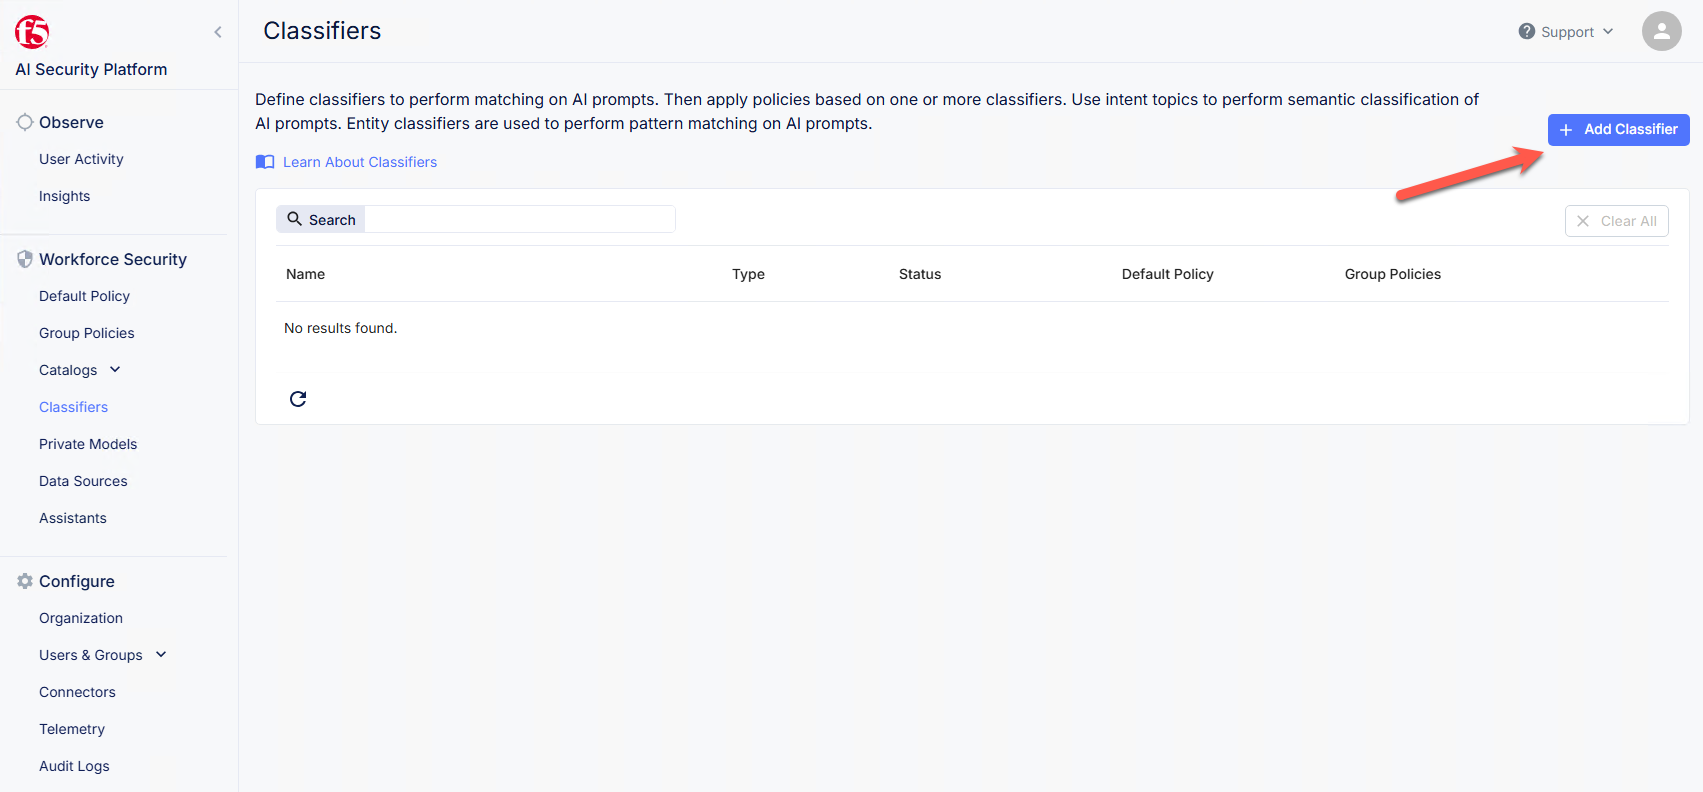 f5
AI Security Platform
Observe
User Activity
Insights
Workforce Security
Default Policy
Group Policies
Catalogs
Classifiers
Private Models
Data Sources
Assistants
Configure
Organization
Users & Groups
Connectors
Telemetry
Audit Logs
Classifiers
Support
Define classifiers to perform matching on AI prompts. Then apply policies based on one or more classifiers. Use intent topics to perform semantic classification of
AI prompts. Entity classifiers are used to perform pattern matching on AI prompts.
Add Classifier
Learn About Classifiers
Search
Clear All
Name Type Status Default Policy Group Policies
No results found.